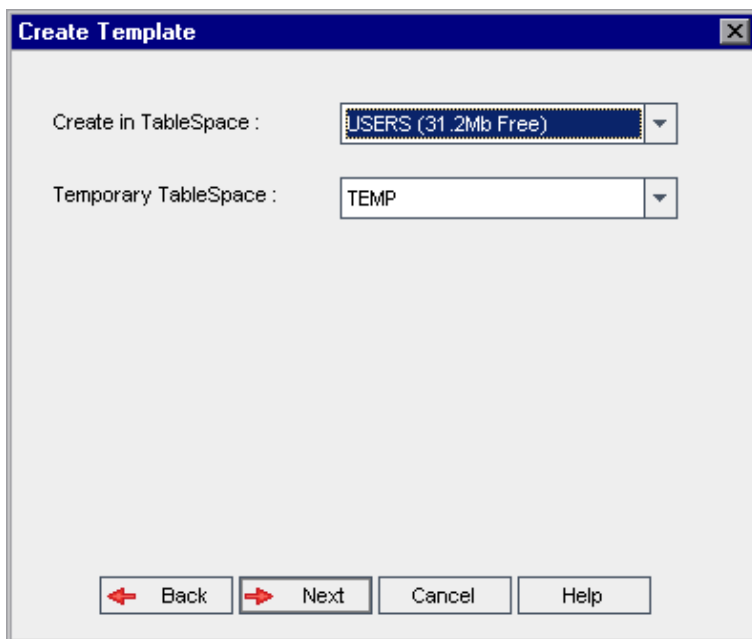 Create Template
Create in TableSpace : USERS (31.2Mb Free)
Temporary TableSpace : TEMP
Back Next Cancel Help